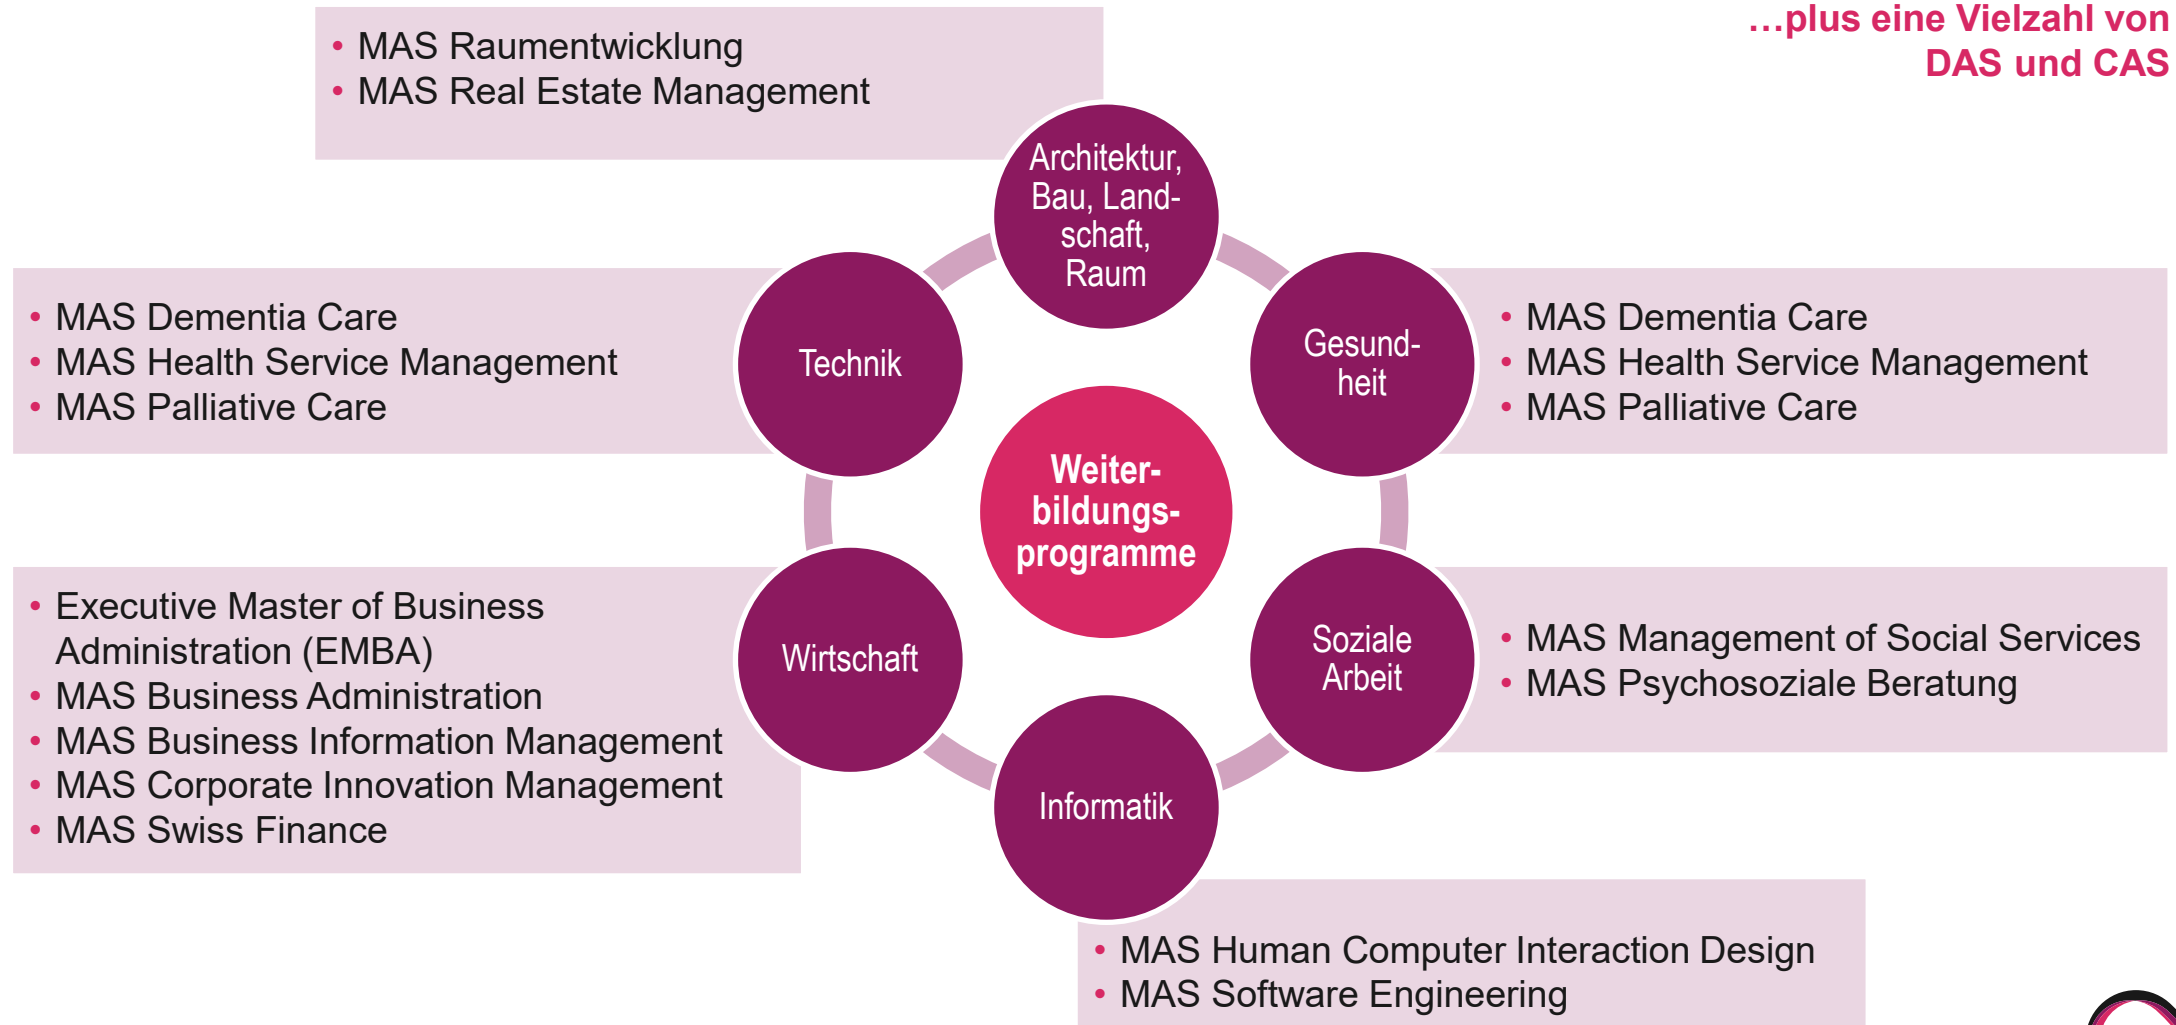 …plus eine Vielzahl von
DAS und CAS
• MAS Raumentwicklung
• MAS Real Estate Management
Architektur,
Bau, Land-
schaft,
Raum
• MAS Dementia Care
• MAS Health Service Management
• MAS Palliative Care
Technik
Gesund-
heit
• MAS Dementia Care
• MAS Health Service Management
• MAS Palliative Care
Weiter-
bildungs-
programme
• Executive Master of Business
Administration (EMBA)
• MAS Business Administration
• MAS Business Information Management
• MAS Corporate Innovation Management
• MAS Swiss Finance
Wirtschaft
Soziale
Arbeit
• MAS Management of Social Services
• MAS Psychosoziale Beratung
Informatik
• MAS Human Computer Interaction Design
• MAS Software Engineering